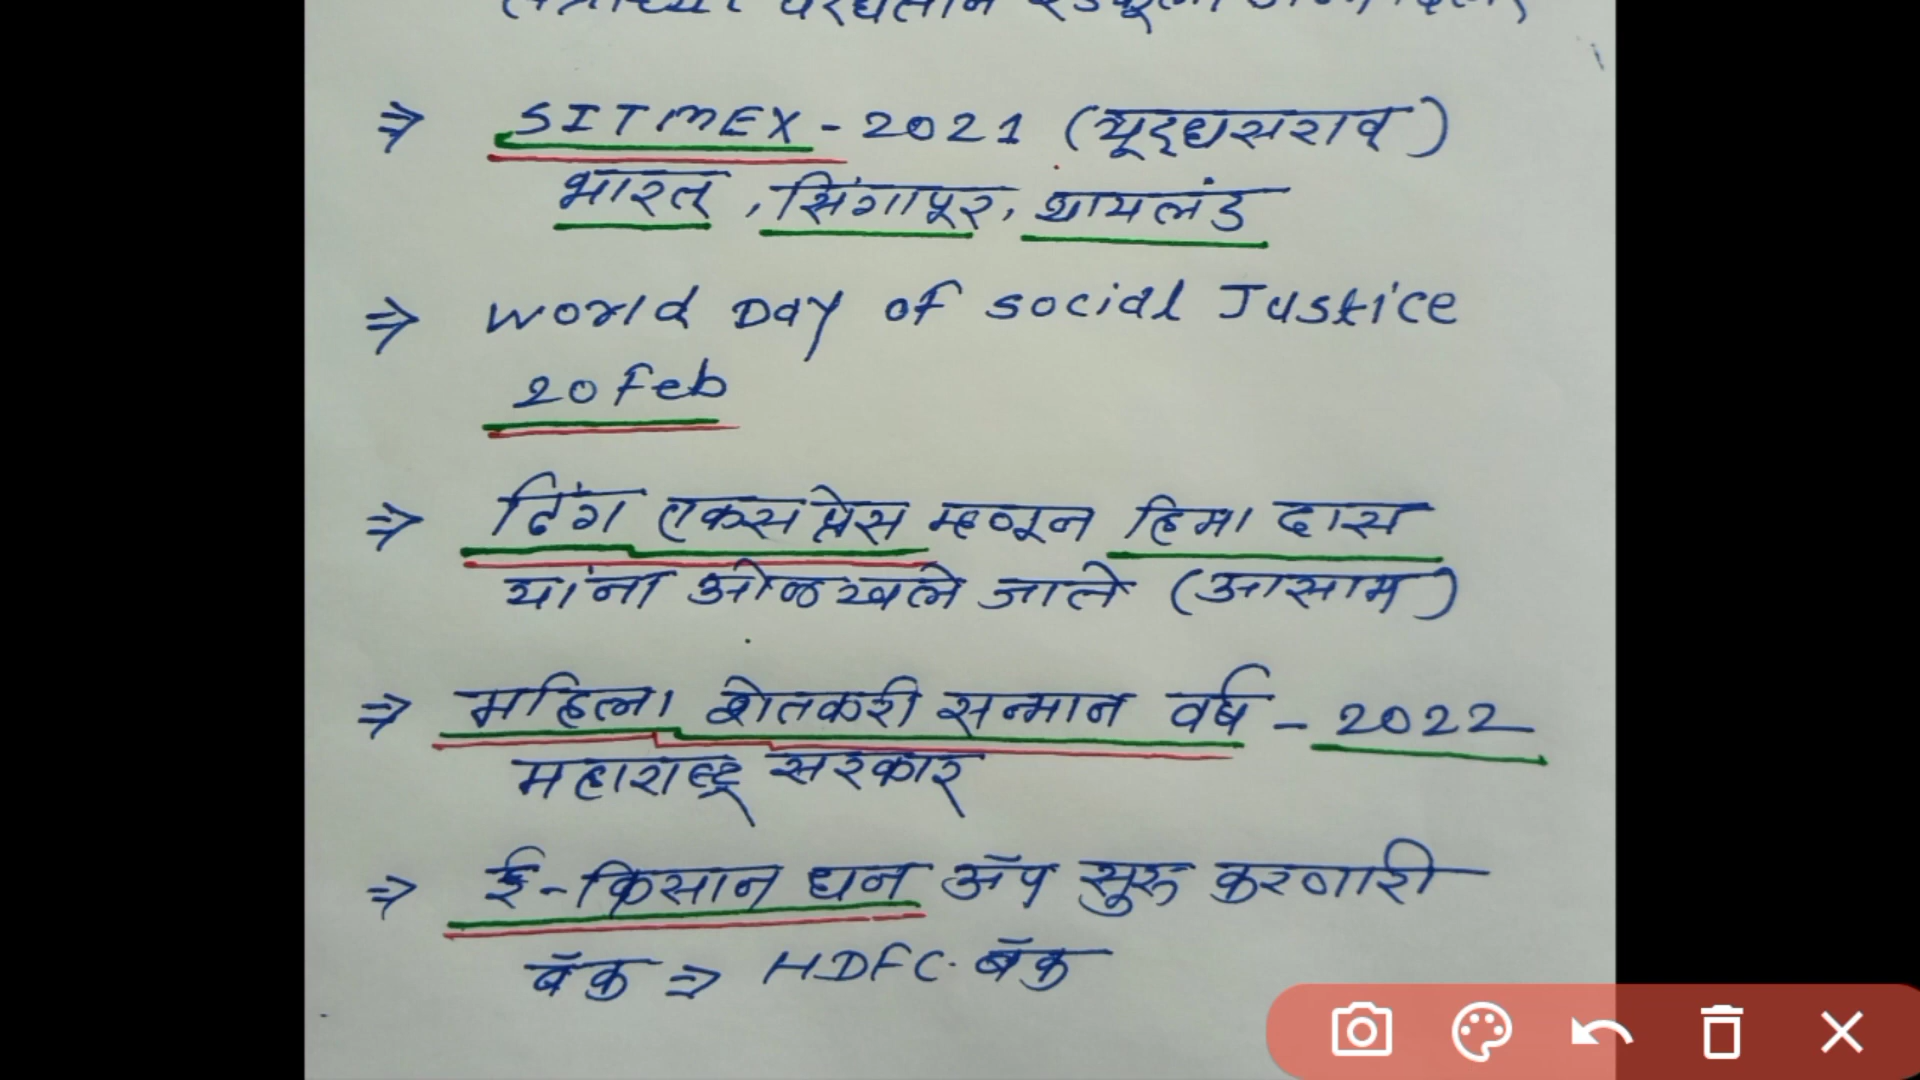 ⇒ SITMEX - 2021 (यूद्धसराव)
भारत, सिंगापूर, थायलंड
⇒ World Day of social Justice
20 Feb
⇒ ढिंग एक्सप्रेस म्हणून हिमा दास
यांना ओळखले जाते (आसाम)
⇒ महिला शेतकरी सन्मान वर्ष - 2022
महाराष्ट्र सरकार
⇒ ई-किसान धन ॲप सुरु करणारी
बॅक ⇒ HDFC. बॅक